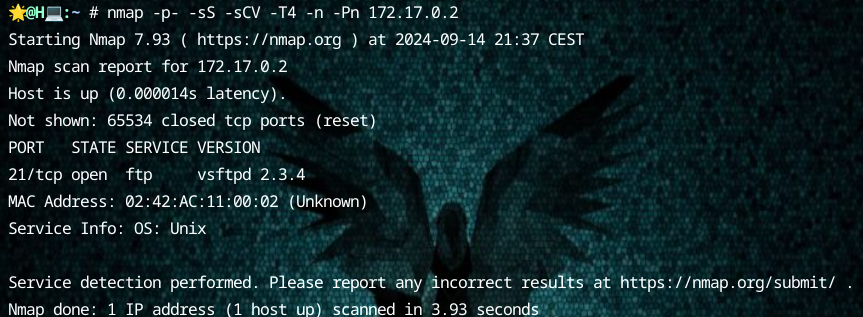 🌟@H💻:~ # nmap -p- -sS -sCV -T4 -n -Pn 172.17.0.2
Starting Nmap 7.93 ( https://nmap.org ) at 2024-09-14 21:37 CEST
Nmap scan report for 172.17.0.2
Host is up (0.000014s latency).
Not shown: 65534 closed tcp ports (reset)
PORT   STATE SERVICE VERSION
21/tcp open  ftp     vsftpd 2.3.4
MAC Address: 02:42:AC:11:00:02 (Unknown)
Service Info: OS: Unix

Service detection performed. Please report any incorrect results at https://nmap.org/submit/ .
Nmap done: 1 IP address (1 host up) scanned in 3.93 seconds